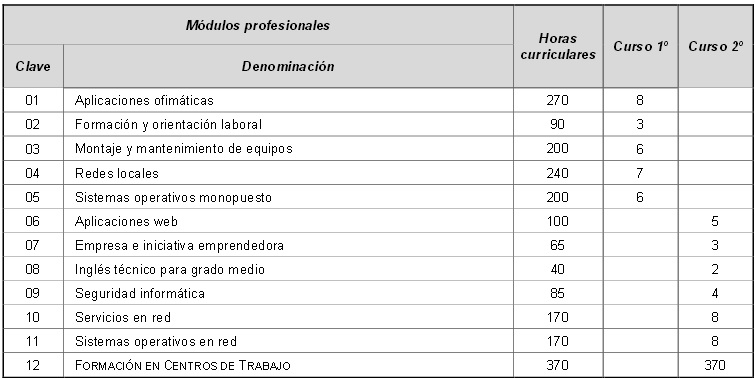 Módulos profesionales Horas curriculares Curso 1º Curso 2º
Clave Denominación
01 Aplicaciones ofimáticas 270 8
02 Formación y orientación laboral 90 3
03 Montaje y mantenimiento de equipos 200 6
04 Redes locales 240 7
05 Sistemas operativos monopuesto 200 6
06 Aplicaciones web 100 5
07 Empresa e iniciativa emprendedora 65 3
08 Inglés técnico para grado medio 40 2
09 Seguridad informática 85 4
10 Servicios en red 170 8
11 Sistemas operativos en red 170 8
12 FORMACIÓN EN CENTROS DE TRABAJO 370 370